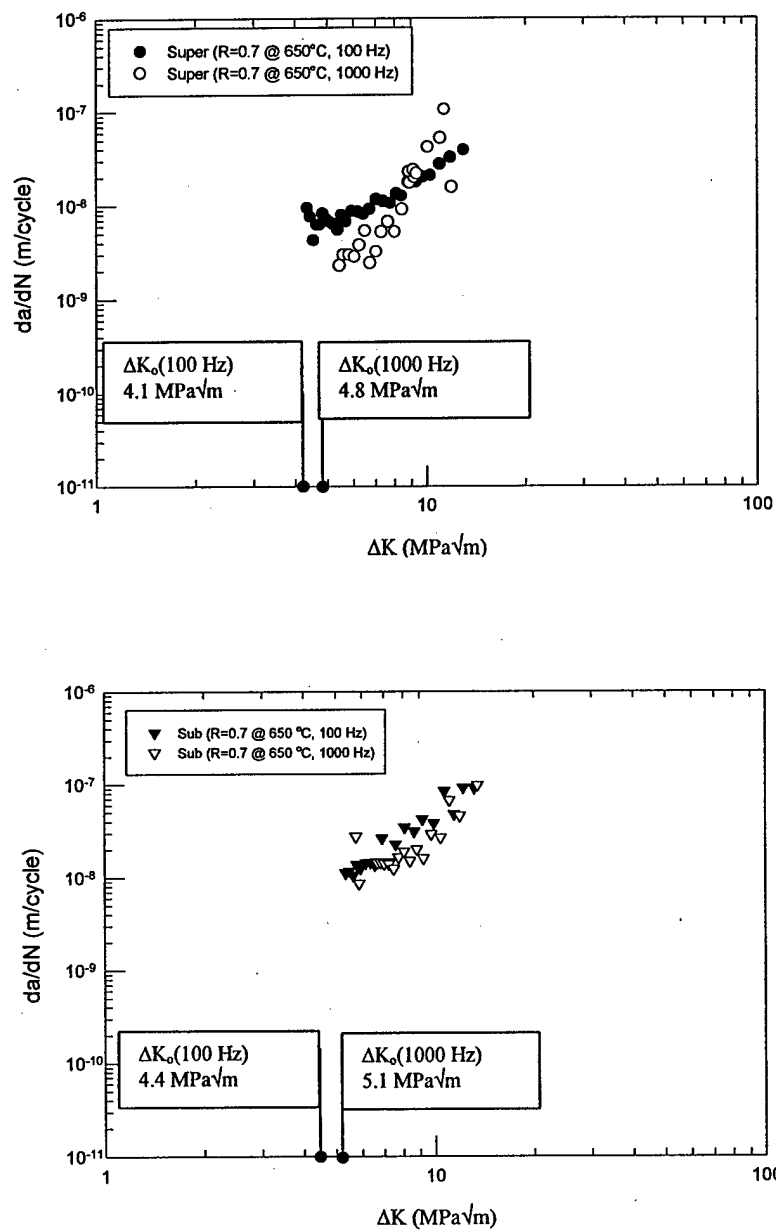 10⁻⁶
Super (R=0.7 @ 650°C, 100 Hz)
Super (R=0.7 @ 650°C, 1000 Hz)
10⁻⁷
10⁻⁸
da/dN (m/cycle)
10⁻⁹
ΔKₒ(100 Hz)
4.1 MPa√m
ΔKₒ(1000 Hz)
4.8 MPa√m
10⁻¹⁰
10⁻¹¹
1
10
100
ΔK (MPa√m)
10⁻⁶
Sub (R=0.7 @ 650 °C, 100 Hz)
Sub (R=0.7 @ 650 °C, 1000 Hz)
10⁻⁷
10⁻⁸
da/dN (m/cycle)
10⁻⁹
ΔKₒ(100 Hz)
4.4 MPa√m
ΔKₒ(1000 Hz)
5.1 MPa√m
10⁻¹⁰
10⁻¹¹
1
10
100
ΔK (MPa√m)